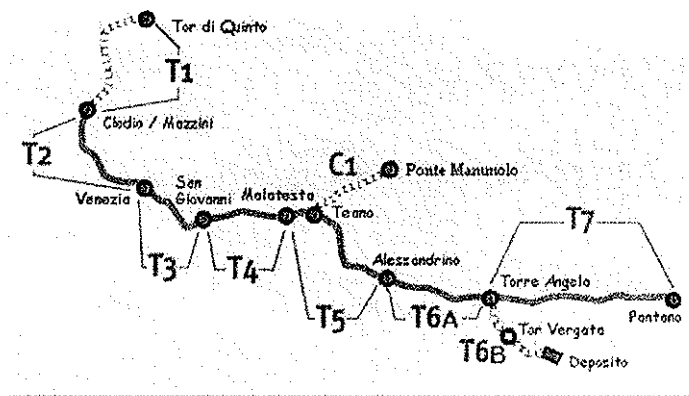 Tor di Quinto
T1
Clodio / Mazzini
T2
C1
Ponte Mammolo
San
Giovanni
Malatesta
Venezia
Teano
T7
T3
T4
Alessandrino
Torre Angela
T5
T6A
Pantano
Tor Vergata
T6B
Deposito